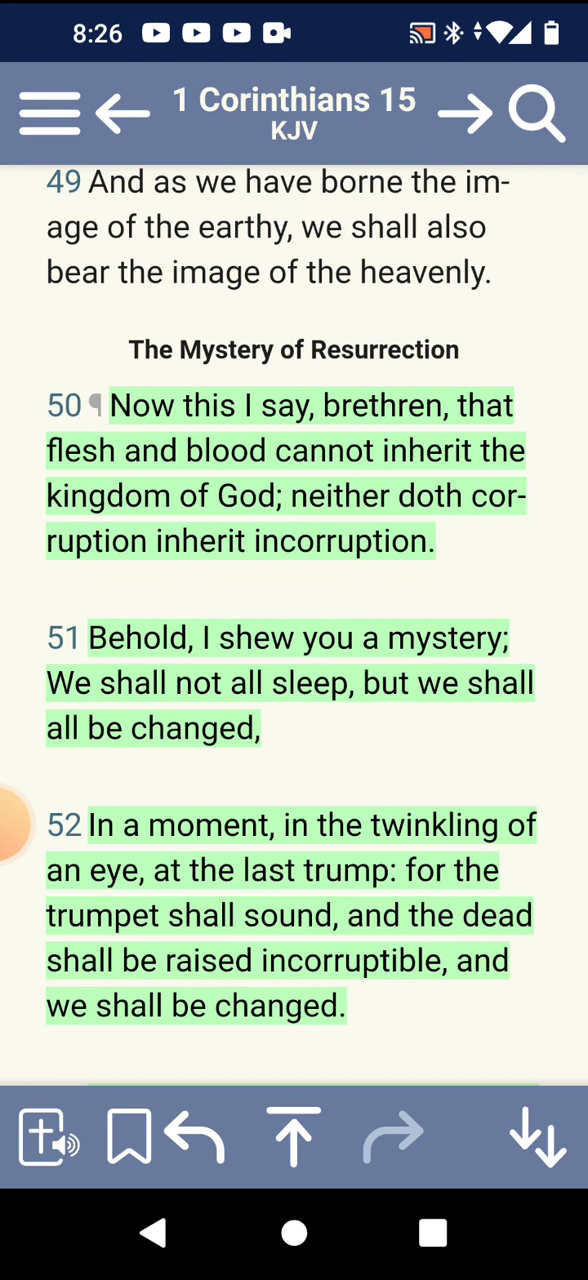 8:26
1 Corinthians 15
KJV
49 And as we have borne the im-
age of the earthy, we shall also
bear the image of the heavenly.
The Mystery of Resurrection
50 ¶ Now this I say, brethren, that
flesh and blood cannot inherit the
kingdom of God; neither doth cor-
ruption inherit incorruption.
51 Behold, I shew you a mystery;
We shall not all sleep, but we shall
all be changed,
52 In a moment, in the twinkling of
an eye, at the last trump: for the
trumpet shall sound, and the dead
shall be raised incorruptible, and
we shall be changed.